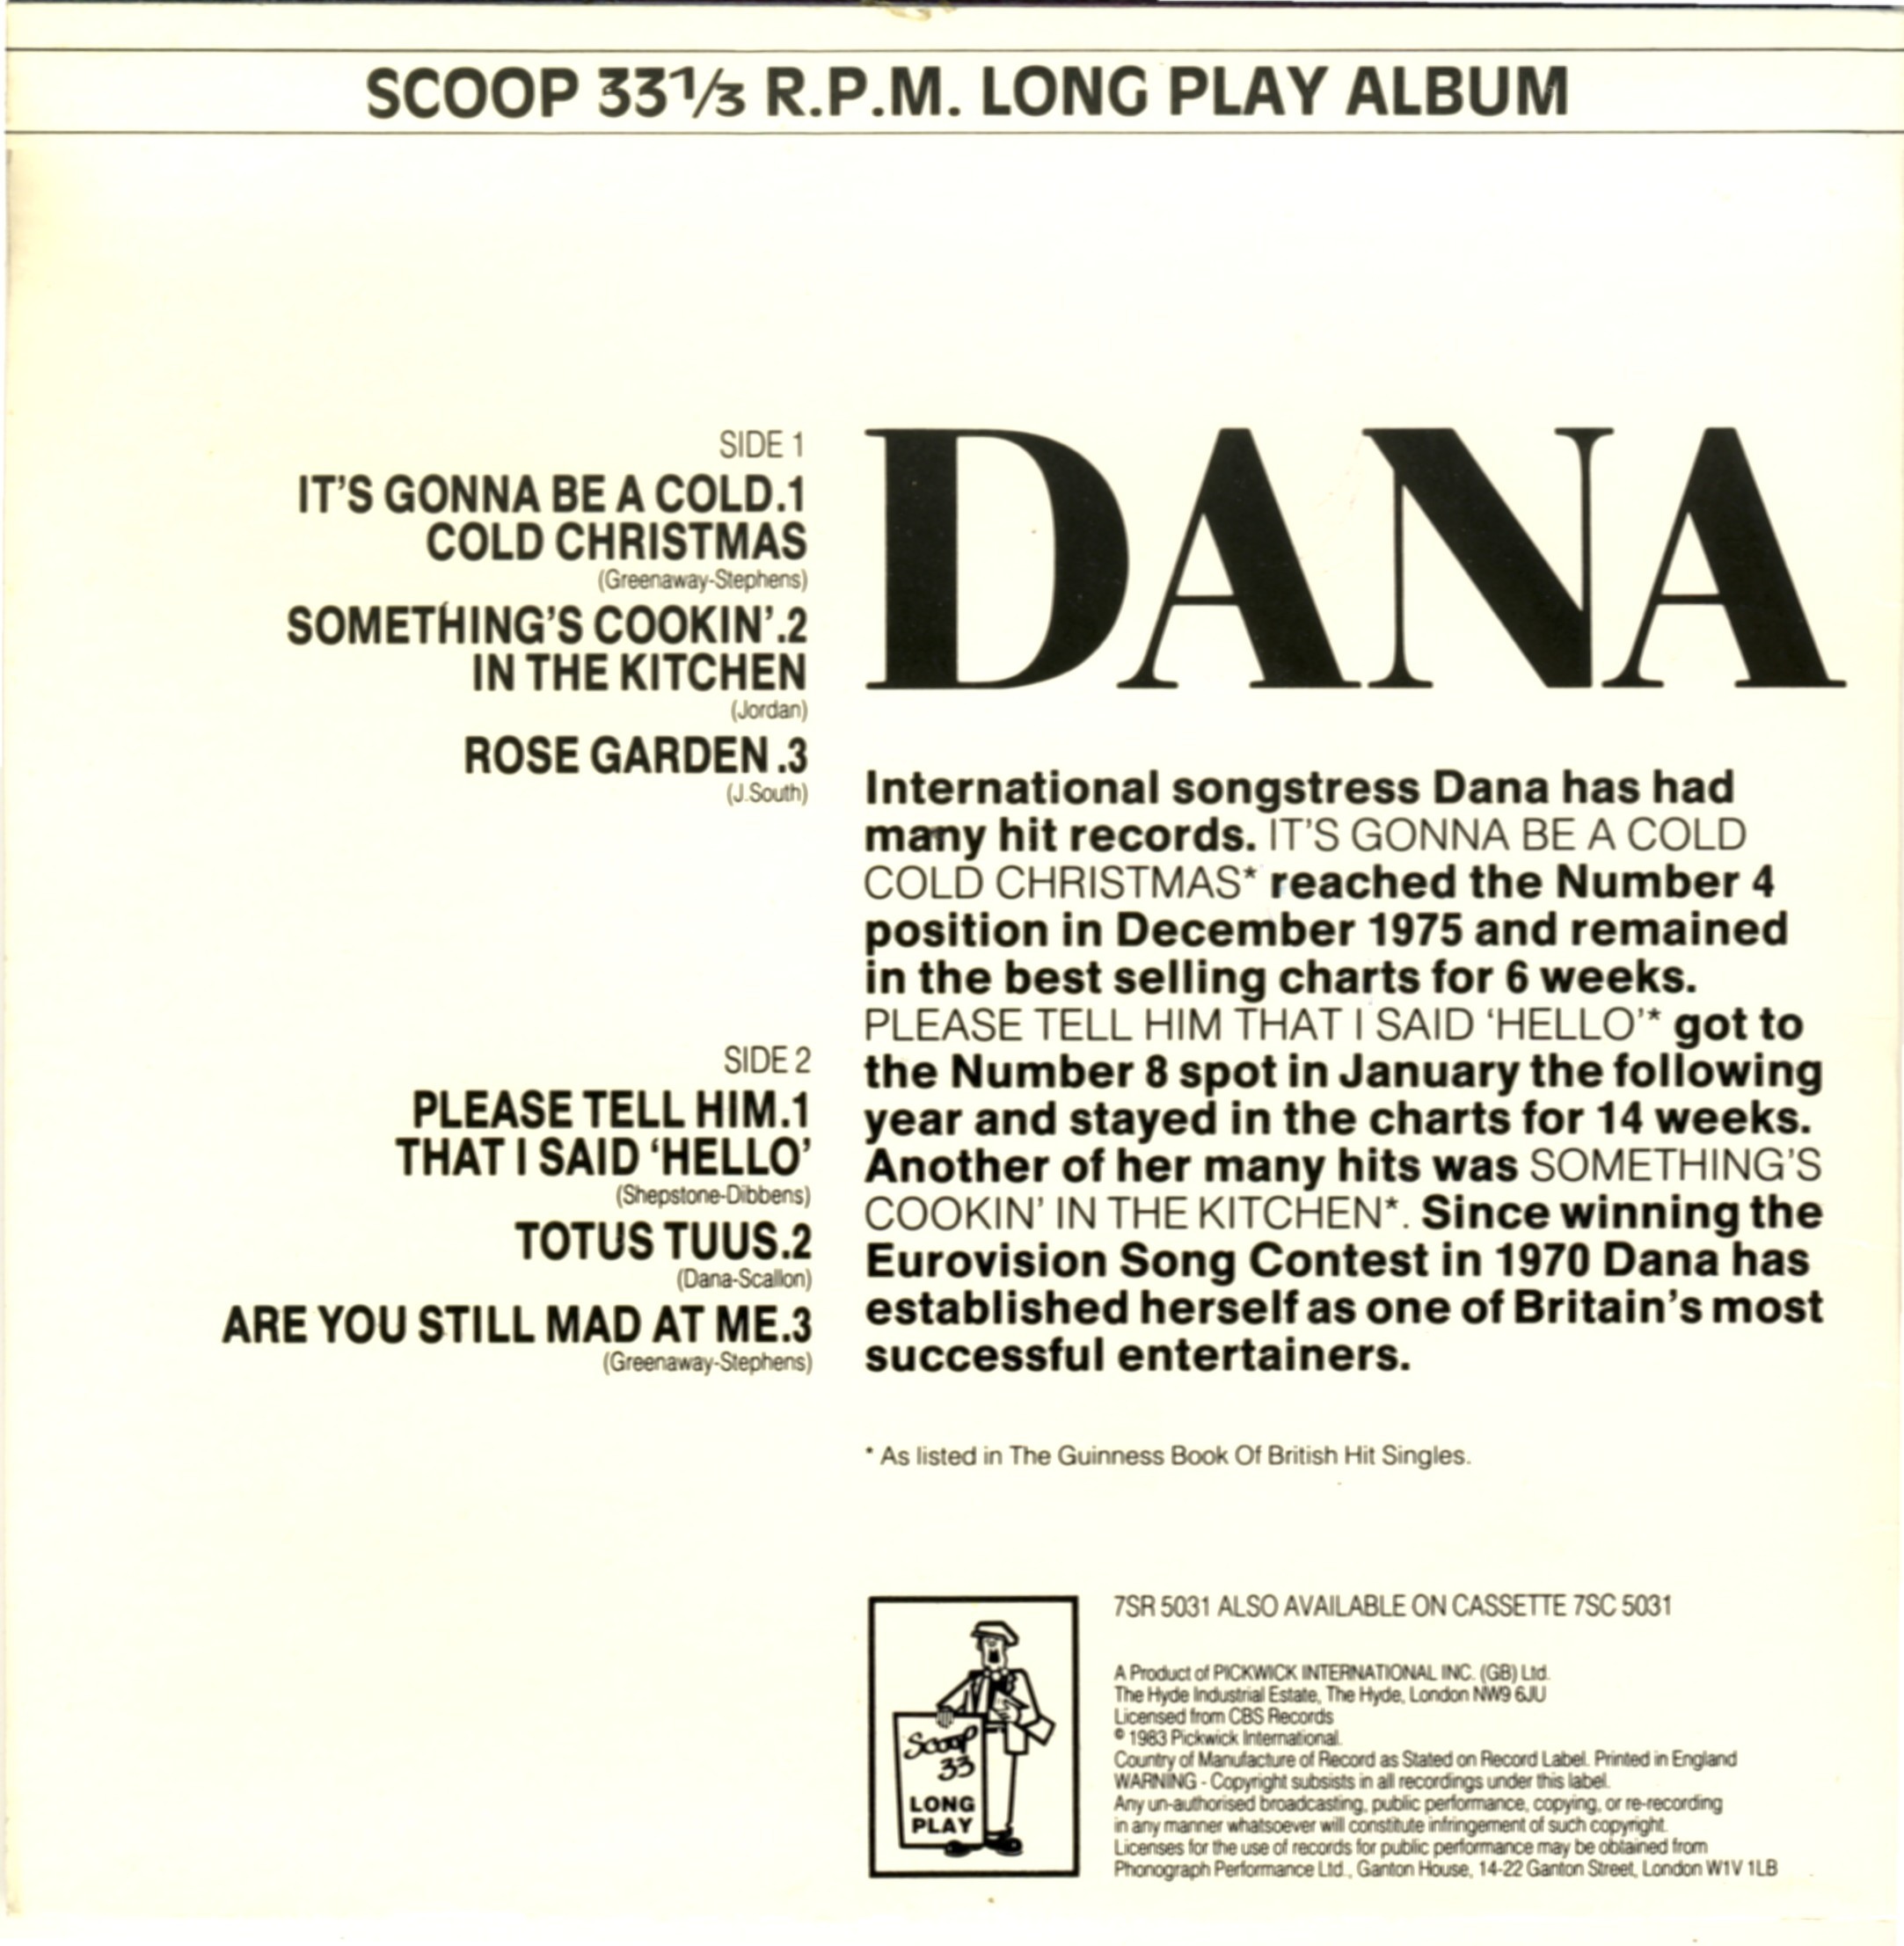 SCOOP 33⅓ R.P.M. LONG PLAY ALBUM
SIDE 1
IT'S GONNA BE A COLD.1
COLD CHRISTMAS
(Greenaway-Stephens)
SOMETHING'S COOKIN'.2
IN THE KITCHEN
(Jordan)
ROSE GARDEN.3
(J.South)
SIDE 2
PLEASE TELL HIM.1
THAT I SAID ‘HELLO’
(Shepstone-Dibbens)
TOTUS TUUS.2
(Dana-Scallon)
ARE YOU STILL MAD AT ME.3
(Greenaway-Stephens)
DANA
International songstress Dana has had
many hit records. IT'S GONNA BE A COLD
COLD CHRISTMAS* reached the Number 4
position in December 1975 and remained
in the best selling charts for 6 weeks.
PLEASE TELL HIM THAT I SAID ‘HELLO’* got to
the Number 8 spot in January the following
year and stayed in the charts for 14 weeks.
Another of her many hits was SOMETHING'S
COOKIN' IN THE KITCHEN*. Since winning the
Eurovision Song Contest in 1970 Dana has
established herself as one of Britain's most
successful entertainers.
* As listed in The Guinness Book Of British Hit Singles.
Scoop
33
LONG
PLAY
7SR 5031 ALSO AVAILABLE ON CASSETTE 7SC 5031
A Product of PICKWICK INTERNATIONAL INC. (GB) Ltd.
The Hyde Industrial Estate, The Hyde, London NW9 6JU
Licensed from CBS Records
© 1983 Pickwick International.
Country of Manufacture of Record as Stated on Record Label. Printed in England
WARNING - Copyright subsists in all recordings under this label.
Any un-authorised broadcasting, public performance, copying, or re-recording
in any manner whatsoever will constitute infringement of such copyright.
Licenses for the use of records for public performance may be obtained from
Phonograph Performance Ltd., Ganton House, 14-22 Ganton Street, London W1V 1LB